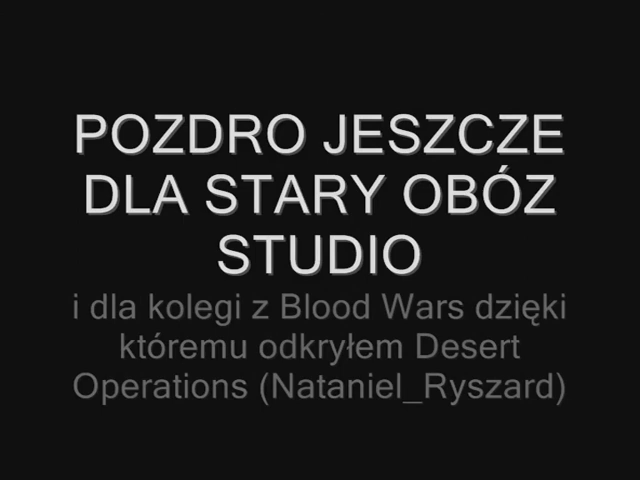 POZDRO JESZCZE
DLA STARY OBÓZ
STUDIO
i dla kolegi z Blood Wars dzięki
któremu odkryłem Desert
Operations (Nataniel_Ryszard)